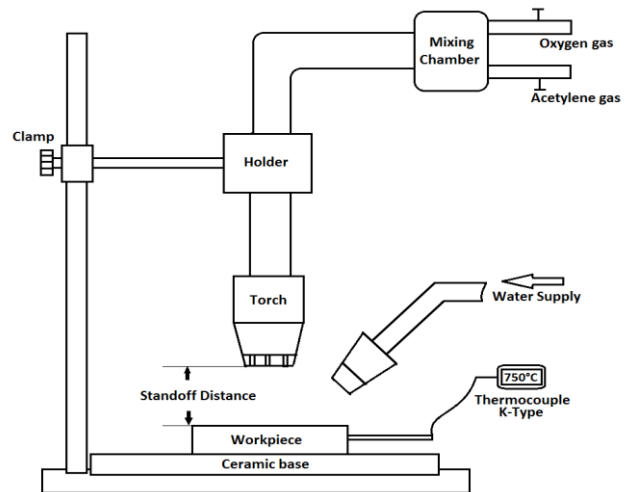 Mixing
Chamber
Oxygen gas
Acetylene gas
Clamp
Holder
Torch
Water Supply
Standoff Distance
750°C
Thermocouple
K-Type
Workpiece
Ceramic base